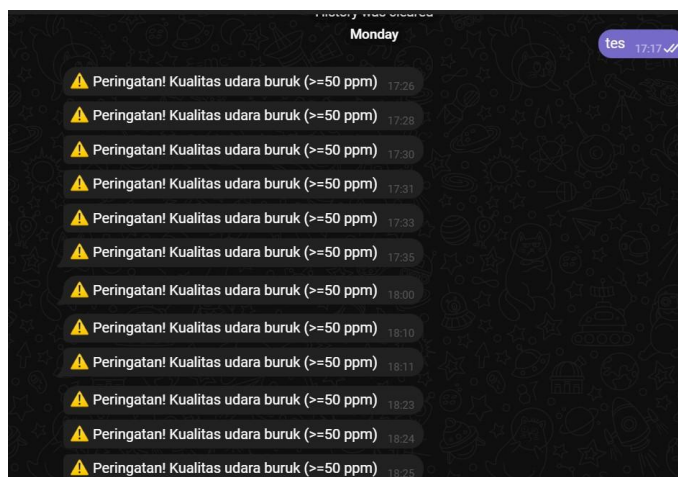 History was cleared
Monday
tes 17:17
Peringatan! Kualitas udara buruk (>=50 ppm) 17:26
Peringatan! Kualitas udara buruk (>=50 ppm) 17:28
Peringatan! Kualitas udara buruk (>=50 ppm) 17:30
Peringatan! Kualitas udara buruk (>=50 ppm) 17:31
Peringatan! Kualitas udara buruk (>=50 ppm) 17:33
Peringatan! Kualitas udara buruk (>=50 ppm) 17:35
Peringatan! Kualitas udara buruk (>=50 ppm) 18:00
Peringatan! Kualitas udara buruk (>=50 ppm) 18:10
Peringatan! Kualitas udara buruk (>=50 ppm) 18:11
Peringatan! Kualitas udara buruk (>=50 ppm) 18:23
Peringatan! Kualitas udara buruk (>=50 ppm) 18:24
Peringatan! Kualitas udara buruk (>=50 ppm) 18:25